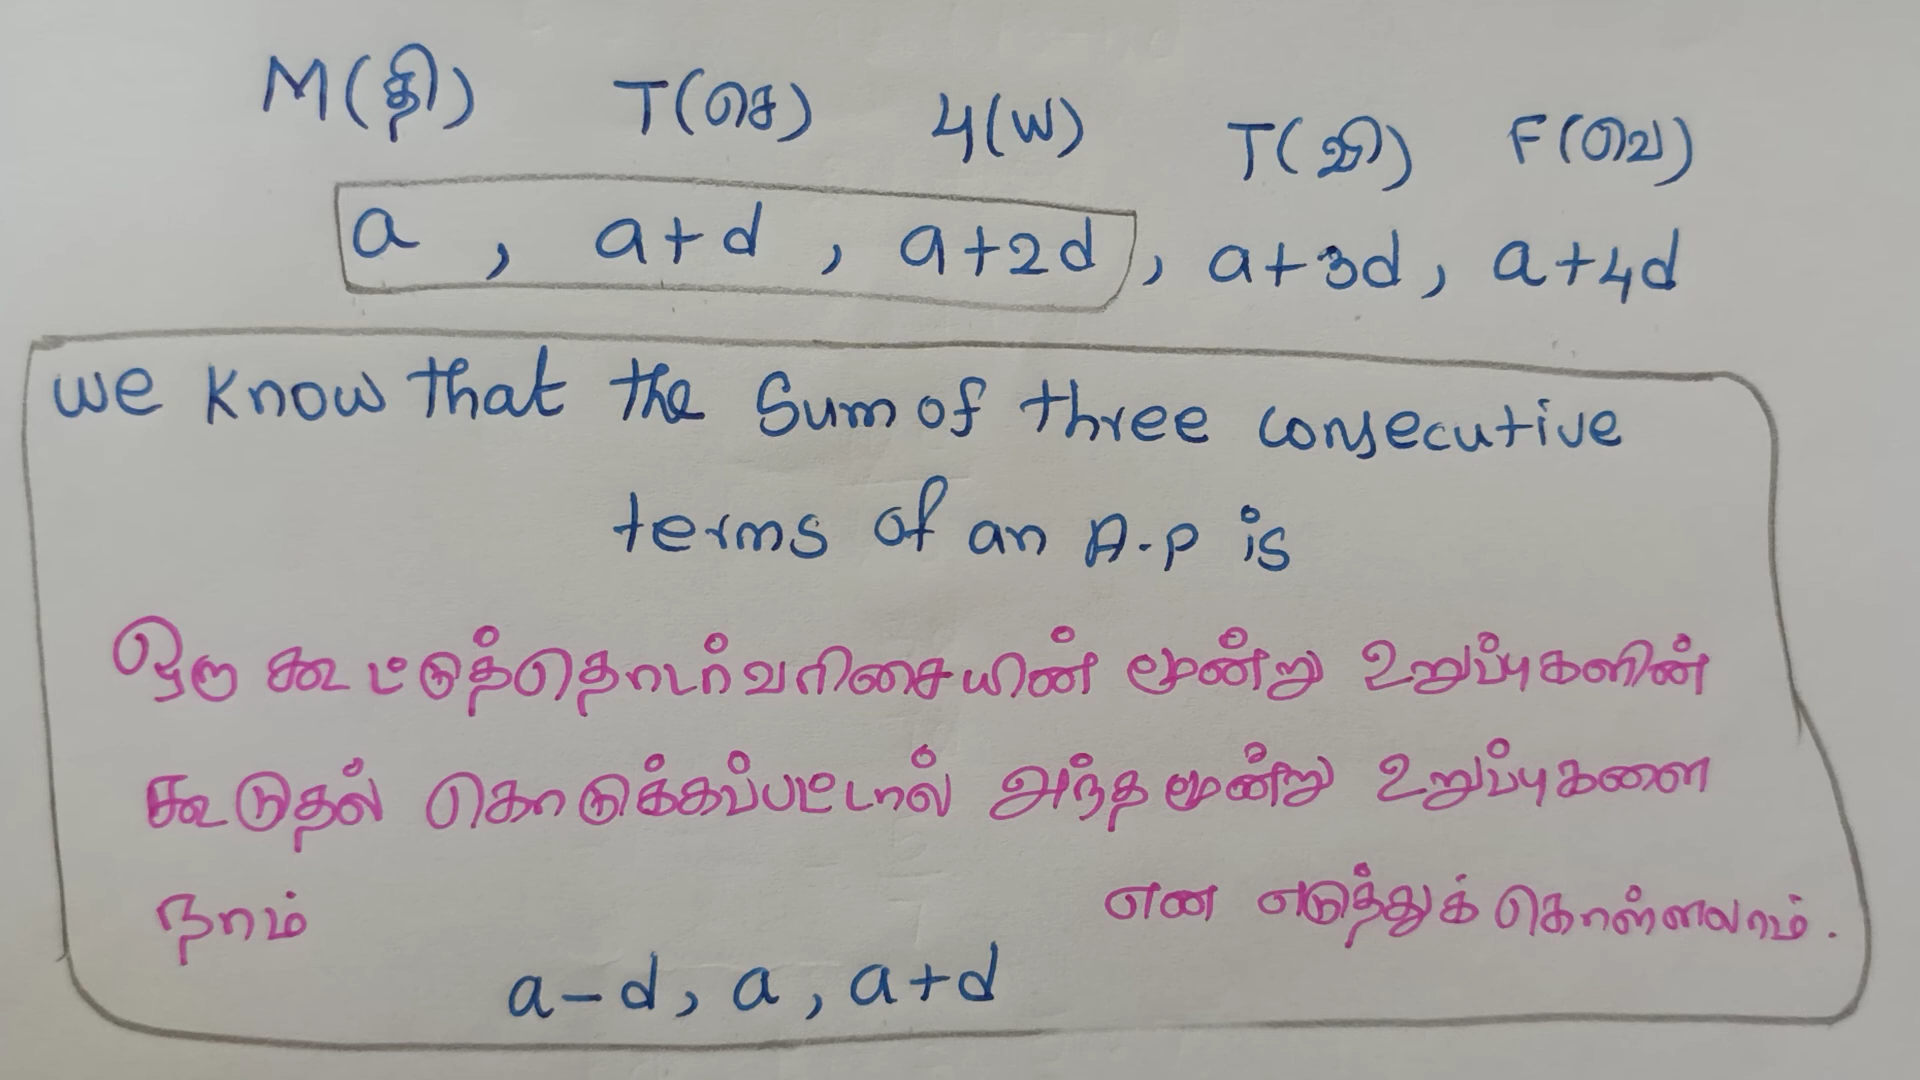 M(தி) T(செ) 4(W) T(வி) F(வெ)
a , a+d , a+2d , a+3d , a+4d
we know that the sum of three consecutive
terms of an A.P is
ஒரு கூட்டுத்தொடர்வரிசையின் மூன்று உறுப்புகளின்
கூடுதல் கொடுக்கப்பட்டால் அந்த மூன்று உறுப்புகளை
நாம் என எடுத்துக் கொள்ளலாம்.
a-d, a, a+d